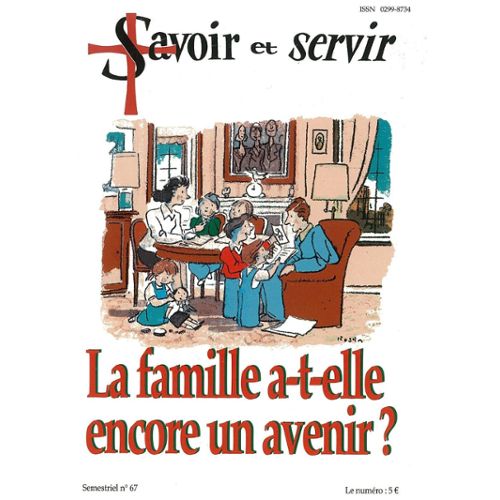 ISSN 0299-8734
Savoir et servir
La famille a-t-elle
encore un avenir ?
Semestriel n° 67
Le numéro : 5 €